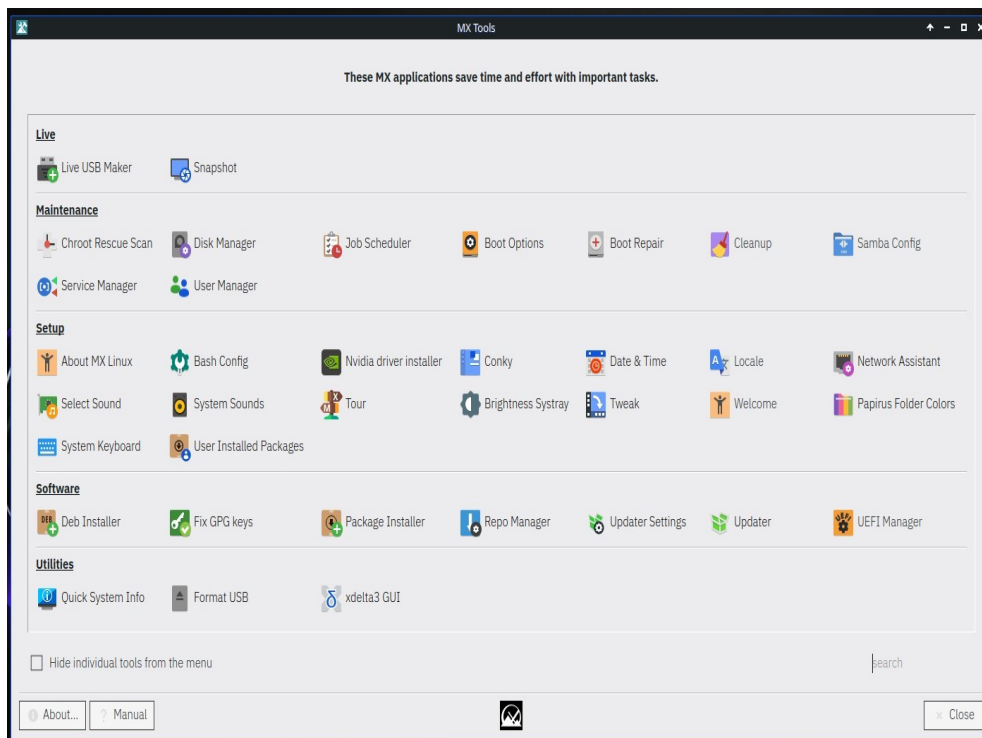 MX Tools
These MX applications save time and effort with important tasks.
Live
Live USB Maker Snapshot
Maintenance
Chroot Rescue Scan Disk Manager Job Scheduler Boot Options Boot Repair Cleanup Samba Config
Service Manager User Manager
Setup
About MX Linux Bash Config Nvidia driver installer Conky Date & Time Locale Network Assistant
Select Sound System Sounds Tour Brightness Systray Tweak Welcome Papirus Folder Colors
System Keyboard User Installed Packages
Software
Deb Installer Fix GPG keys Package Installer Repo Manager Updater Settings Updater UEFI Manager
Utilities
Quick System Info Format USB xdelta3 GUI
Hide individual tools from the menu search
About... ? Manual Close